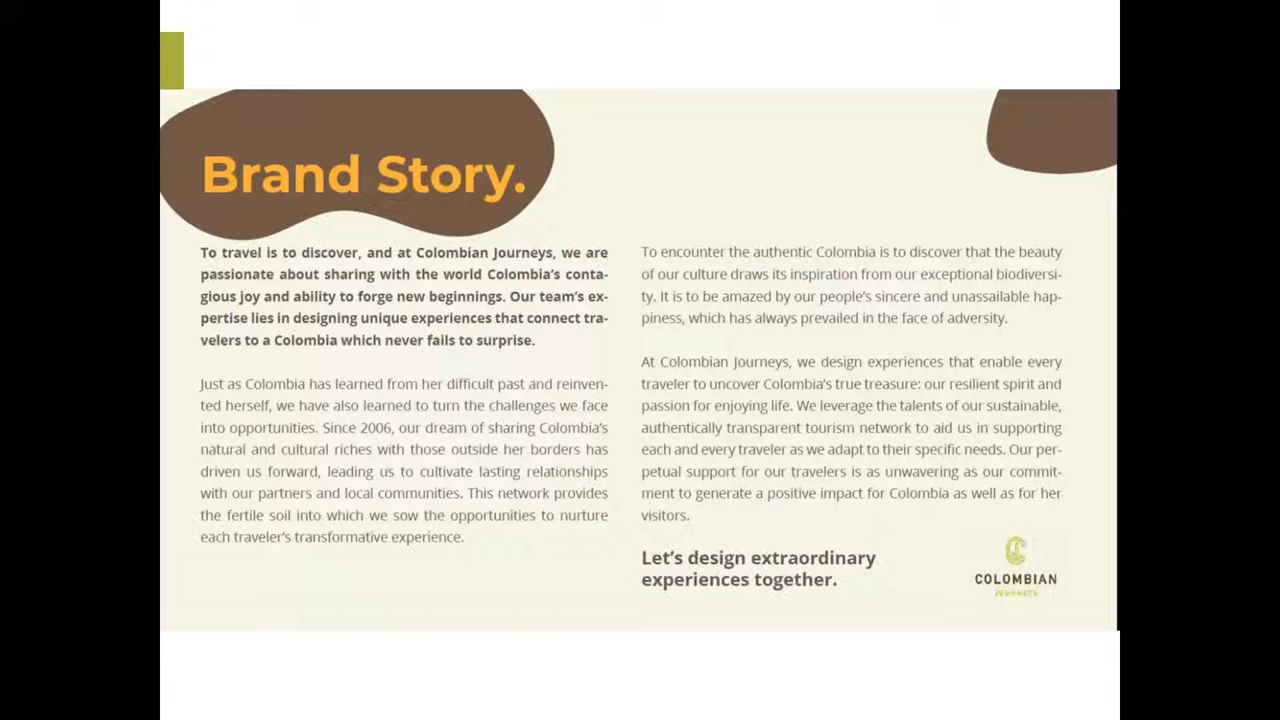 Brand Story.
To travel is to discover, and at Colombian Journeys, we are
passionate about sharing with the world Colombia's conta-
gious joy and ability to forge new beginnings. Our team's ex-
pertise lies in designing unique experiences that connect tra-
velers to a Colombia which never fails to surprise.
Just as Colombia has learned from her difficult past and reinven-
ted herself, we have also learned to turn the challenges we face
into opportunities. Since 2006, our dream of sharing Colombia's
natural and cultural riches with those outside her borders has
driven us forward, leading us to cultivate lasting relationships
with our partners and local communities. This network provides
the fertile soil into which we sow the opportunities to nurture
each traveler's transformative experience.
To encounter the authentic Colombia is to discover that the beauty
of our culture draws its inspiration from our exceptional biodiversi-
ty. It is to be amazed by our people's sincere and unassailable hap-
piness, which has always prevailed in the face of adversity.
At Colombian Journeys, we design experiences that enable every
traveler to uncover Colombia's true treasure: our resilient spirit and
passion for enjoying life. We leverage the talents of our sustainable,
authentically transparent tourism network to aid us in supporting
each and every traveler as we adapt to their specific needs. Our per-
petual support for our travelers is as unwavering as our commit-
ment to generate a positive impact for Colombia as well as for her
visitors.
Let's design extraordinary
experiences together.
COLOMBIAN
JOURNEYS